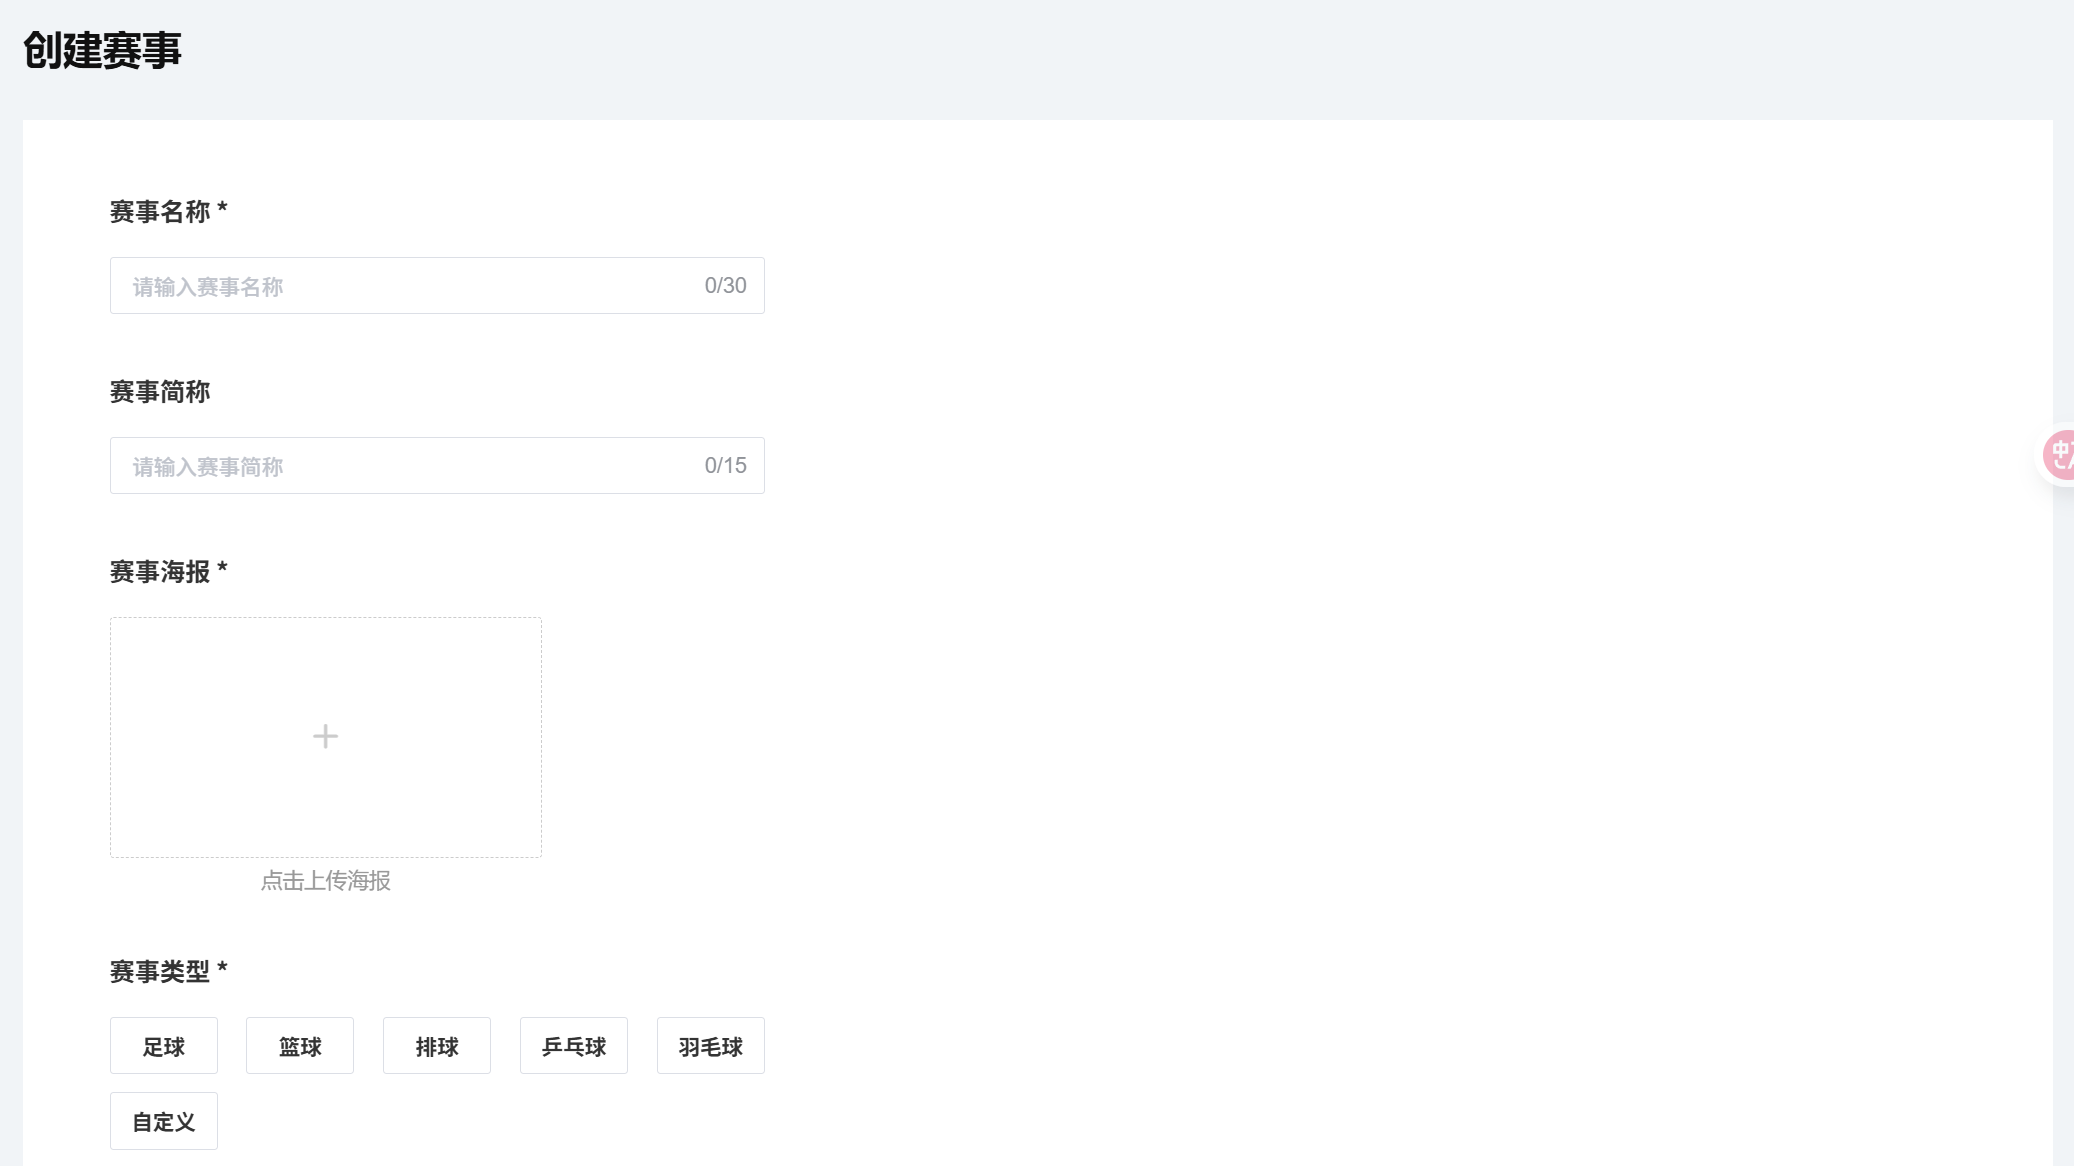 创建赛事
赛事名称 *
请输入赛事名称 0/30
赛事简称
请输入赛事简称 0/15
赛事海报 *
点击上传海报
赛事类型 *
足球 篮球 排球 乒乓球 羽毛球
自定义